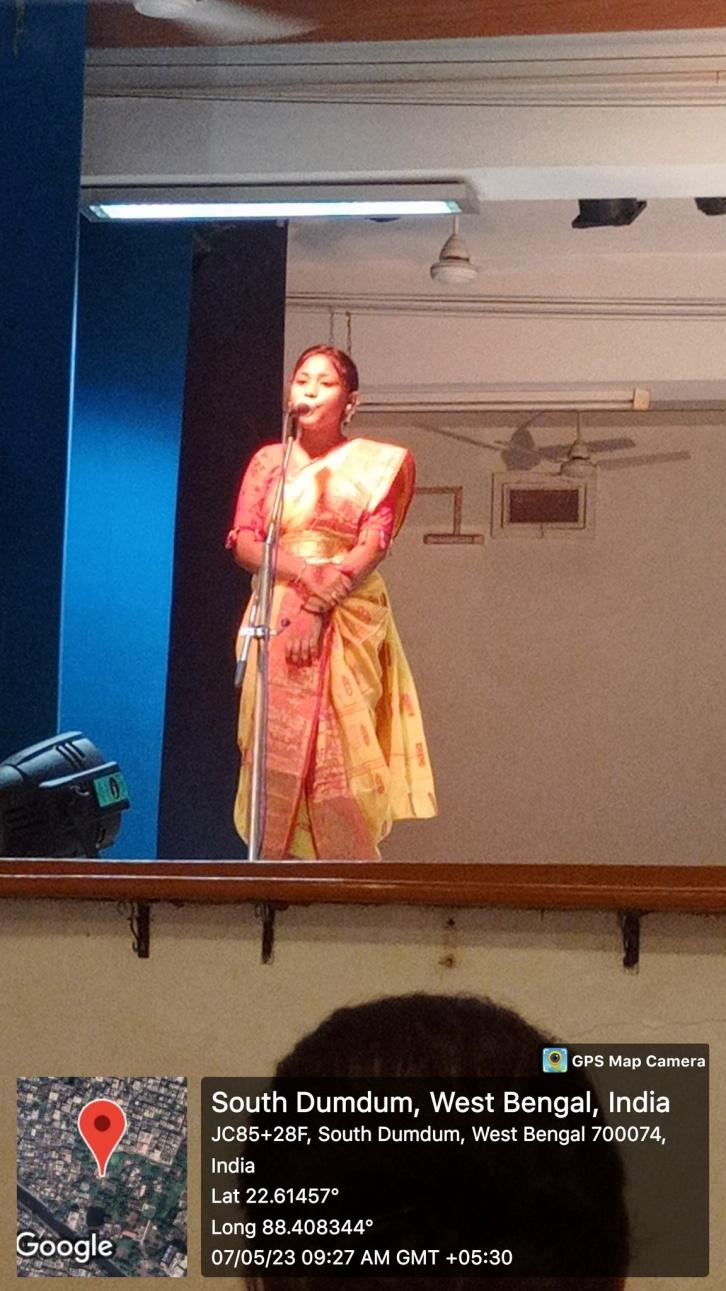 GPS Map Camera
South Dumdum, West Bengal, India
JC85+28F, South Dumdum, West Bengal 700074,
India
Lat 22.61457°
Long 88.408344°
07/05/23 09:27 AM GMT +05:30
Google